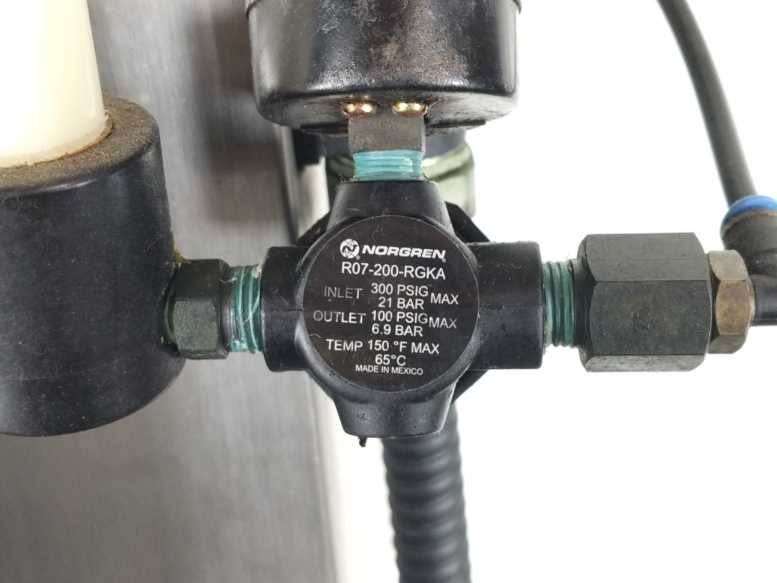 NORGREN
R07-200-RGKA
INLET 300 PSIG MAX
21 BAR
OUTLET 100 PSIG MAX
6.9 BAR
TEMP 150 °F MAX
65°C
MADE IN MEXICO